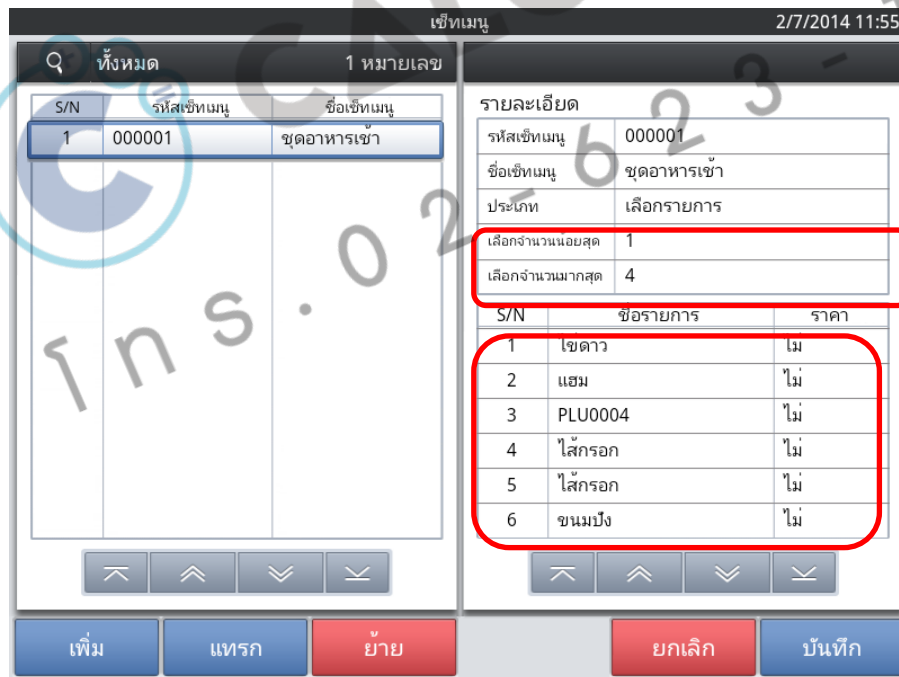 เซ็ทเมนู 2/7/2014 11:55
ทั้งหมด 1 หมายเลข
S/N รหัสเซ็ทเมนู ชื่อเซ็ทเมนู
1 000001 ชุดอาหารเช้า
รายละเอียด
รหัสเซ็ทเมนู 000001
ชื่อเซ็ทเมนู ชุดอาหารเช้า
ประเภท เลือกรายการ
เลือกจำนวนน้อยสุด 1
เลือกจำนวนมากสุด 4
S/N ชื่อรายการ ราคา
1 ไข่ดาว ไม่
2 แฮม ไม่
3 PLU0004 ไม่
4 ไส้กรอก ไม่
5 ไส้กรอก ไม่
6 ขนมปัง ไม่
เพิ่ม แทรก ย้าย ยกเลิก บันทึก
โทร.02-623-